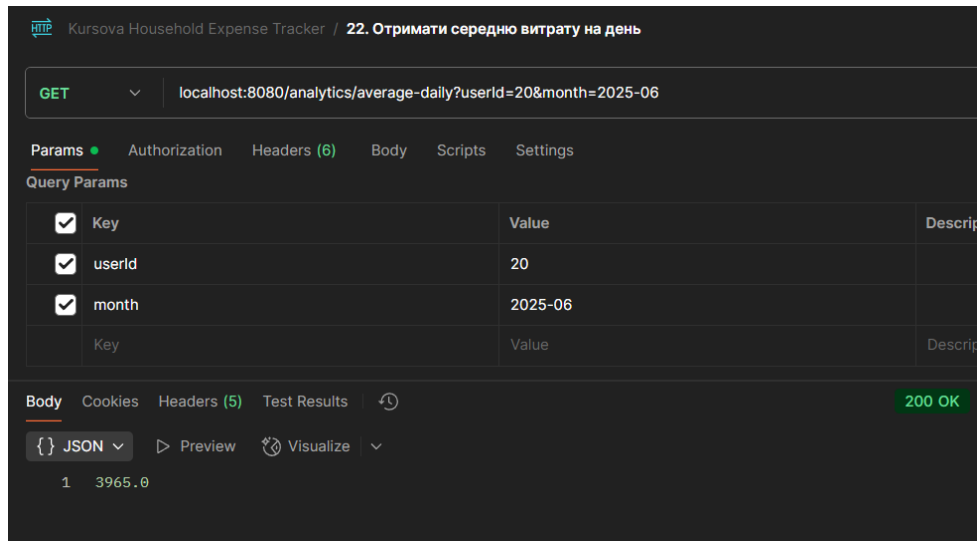 HTTP Kursova Household Expense Tracker / 22. Отримати середню витрату на день
GET localhost:8080/analytics/average-daily?userId=20&month=2025-06
Params Authorization Headers (6) Body Scripts Settings
Query Params
Key Value Descrip
userId 20
month 2025-06
Key Value Descrip
Body Cookies Headers (5) Test Results 200 OK
{} JSON Preview Visualize
1 3965.0